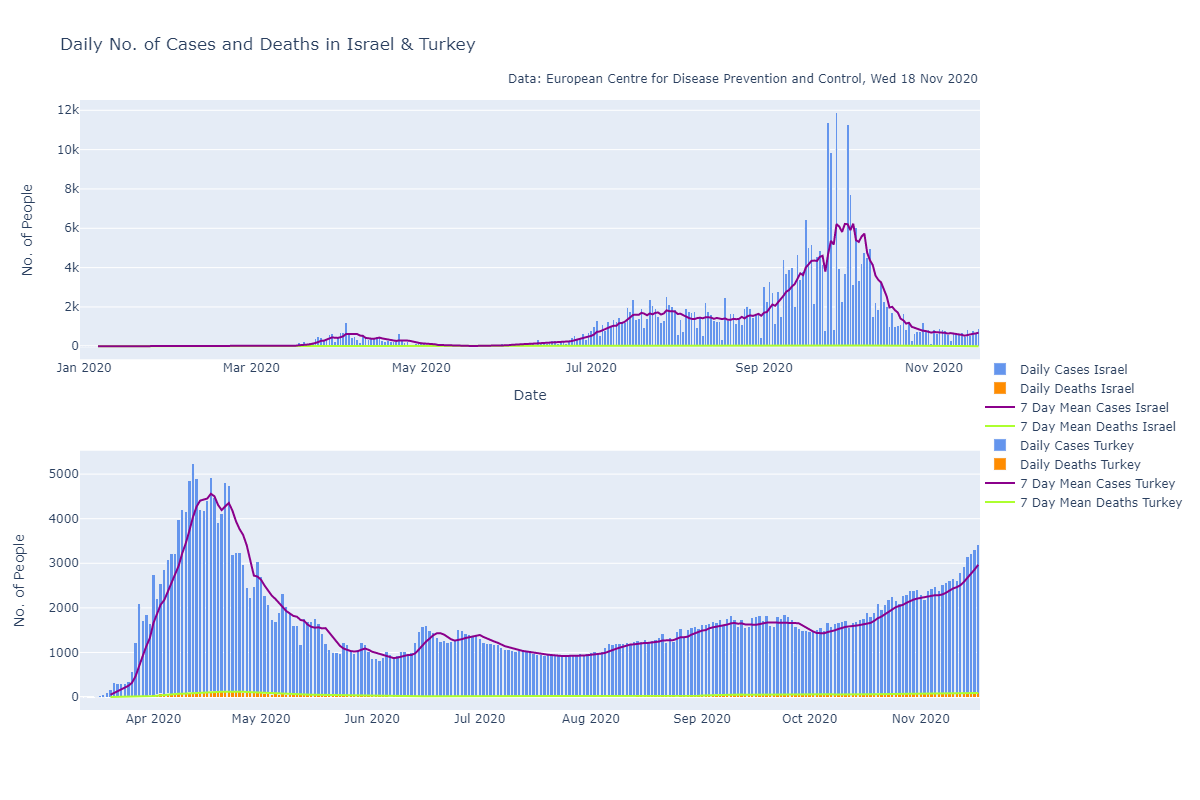 Daily No. of Cases and Deaths in Israel & Turkey
Data: European Centre for Disease Prevention and Control, Wed 18 Nov 2020
No. of People
12k
10k
8k
6k
4k
2k
0
Jan 2020 Mar 2020 May 2020 Jul 2020 Sep 2020 Nov 2020
Date
Daily Cases Israel
Daily Deaths Israel
7 Day Mean Cases Israel
7 Day Mean Deaths Israel
Daily Cases Turkey
Daily Deaths Turkey
7 Day Mean Cases Turkey
7 Day Mean Deaths Turkey
No. of People
5000
4000
3000
2000
1000
0
Apr 2020 May 2020 Jun 2020 Jul 2020 Aug 2020 Sep 2020 Oct 2020 Nov 2020